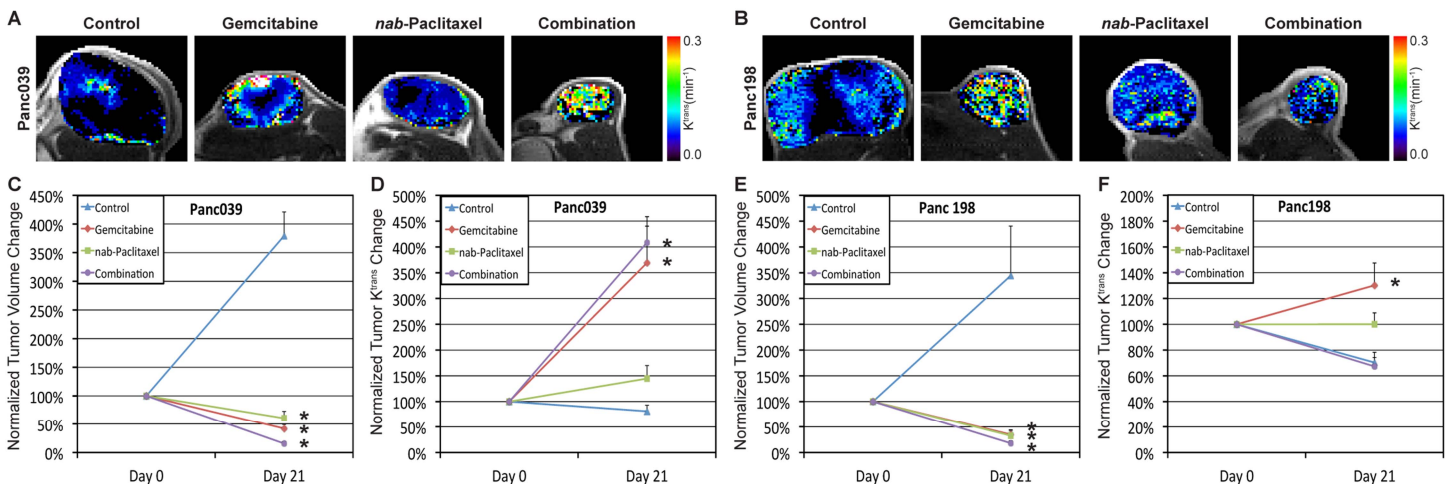 A
Control
Gemcitabine
nab-Paclitaxel
Combination
Panc039
0.3
Ktrans(min-1)
0.0
B
Control
Gemcitabine
nab-Paclitaxel
Combination
Panc198
0.3
Ktrans(min-1)
0.0
C
Normalized Tumor Volume Change
450%
400%
350%
300%
250%
200%
150%
100%
50%
0%
Control
Gemcitabine
nab-Paclitaxel
Combination
Panc039
*
*
*
Day 0
Day 21
D
Normalized Tumor Ktrans Change
500%
450%
400%
350%
300%
250%
200%
150%
100%
50%
0%
Control
Gemcitabine
nab-Paclitaxel
Combination
Panc039
*
*
Day 0
Day 21
E
Normalized Tumor Volume Change
500%
450%
400%
350%
300%
250%
200%
150%
100%
50%
0%
Control
Gemcitabine
nab-Paclitaxel
Combination
Panc 198
*
*
*
Day 0
Day 21
F
Normalized Tumor Ktrans Change
200%
180%
160%
140%
120%
100%
80%
60%
40%
20%
0%
Control
Gemcitabine
nab-Paclitaxel
Combination
Panc198
*
Day 0
Day 21